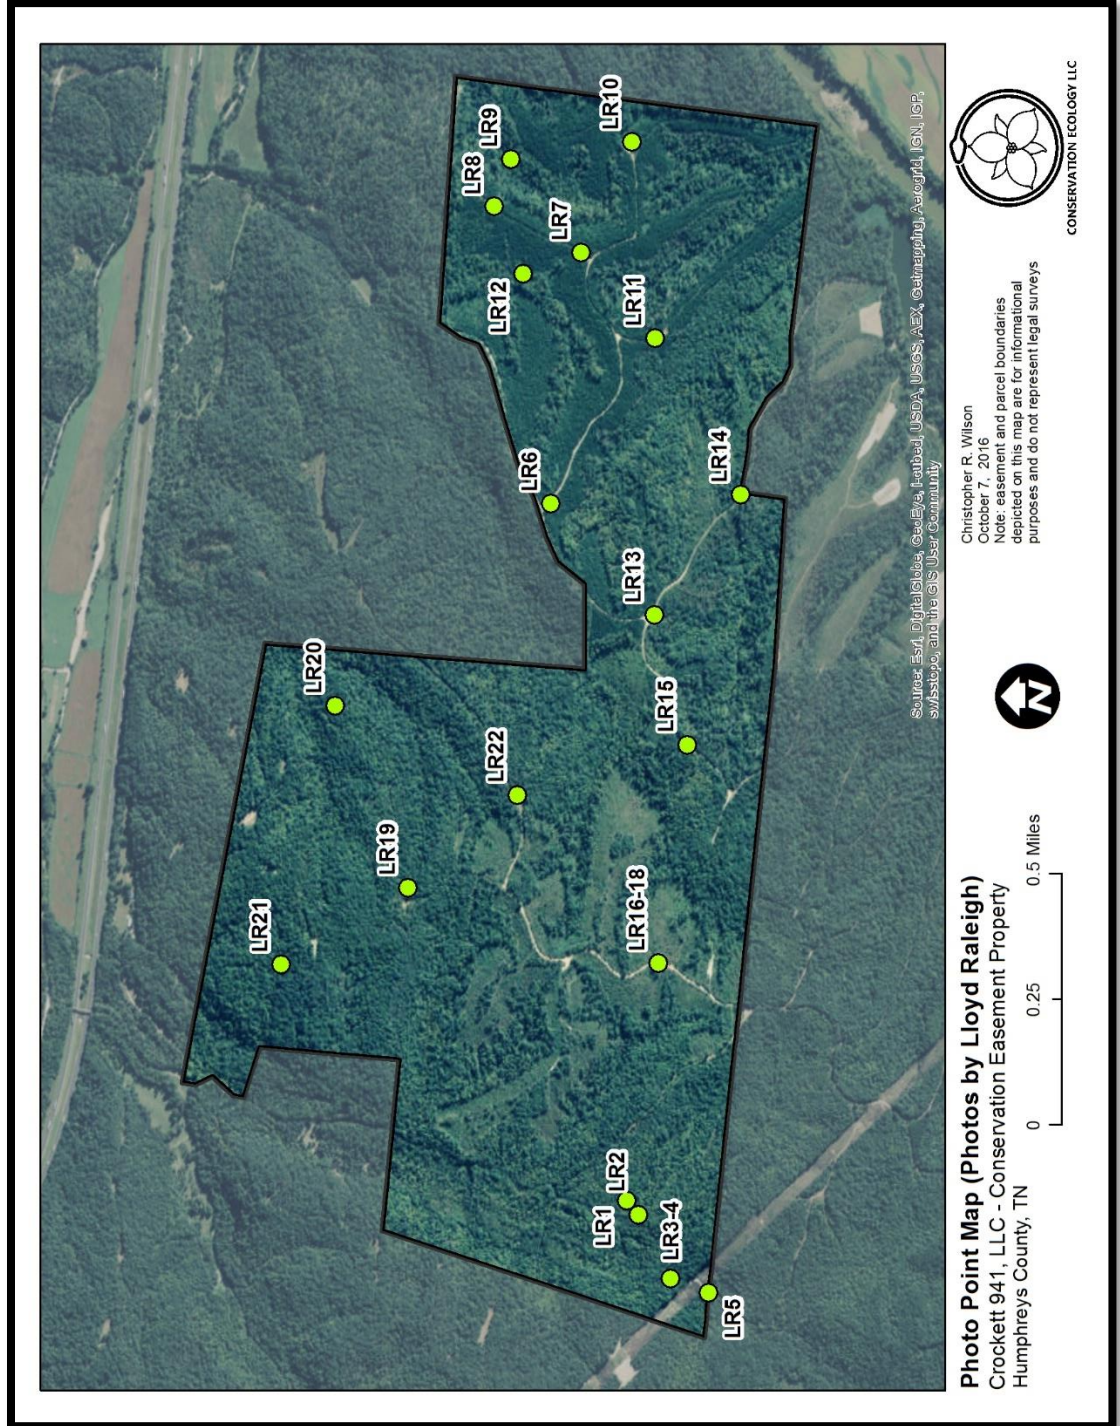 LR21
LR20
LR19
LR8
LR9
LR22
LR12
LR6
LR7
LR1
LR10
LR2
LR11
LR16-18
LR13
LR15
LR3-4
LR14
LR5
Source: Esri, DigitalGlobe, GeoEye, i-cubed, USDA, USGS, AEX, Getmapping, Aerogrid, IGN, IGP,
swisstopo, and the GIS User Community
Photo Point Map (Photos by Lloyd Raleigh)
Crockett 941, LLC - Conservation Easement Property
Humphreys County, TN
0 0.25 0.5 Miles
N
Christopher R. Wilson
October 7, 2016
Note: easement and parcel boundaries
depicted on this map are for informational
purposes and do not represent legal surveys
CONSERVATION ECOLOGY LLC